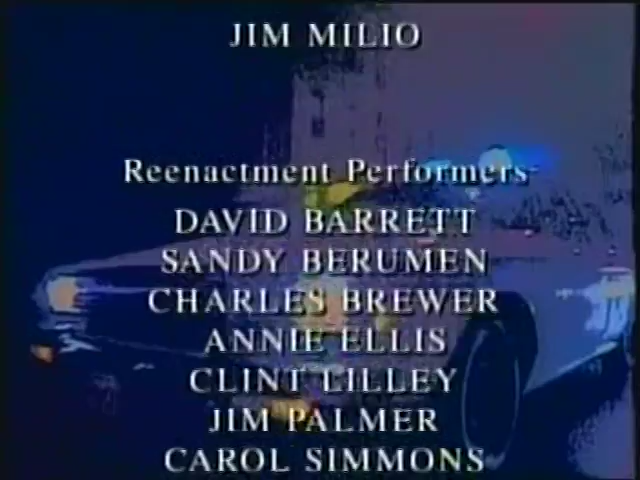 JIM MILIO
Reenactment Performers
DAVID BARRETT
SANDY BERUMEN
CHARLES BREWER
ANNIE ELLIS
CLINT LILLEY
JIM PALMER
CAROL SIMMONS